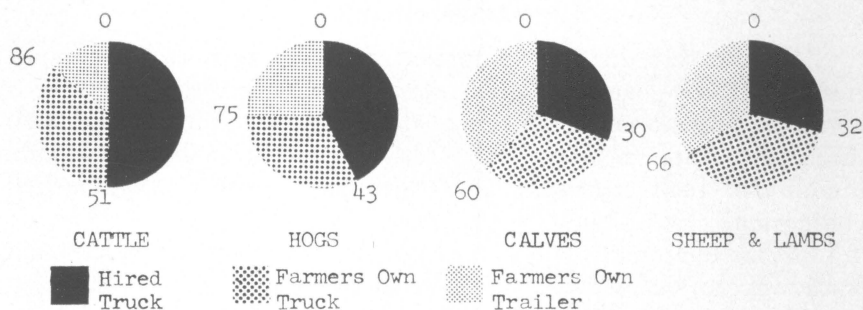 0 0 0 0
86
75
30
32
60
66
51
43
CATTLE HOGS CALVES SHEEP & LAMBS
Hired Farmers Own Farmers Own
Truck Truck Trailer